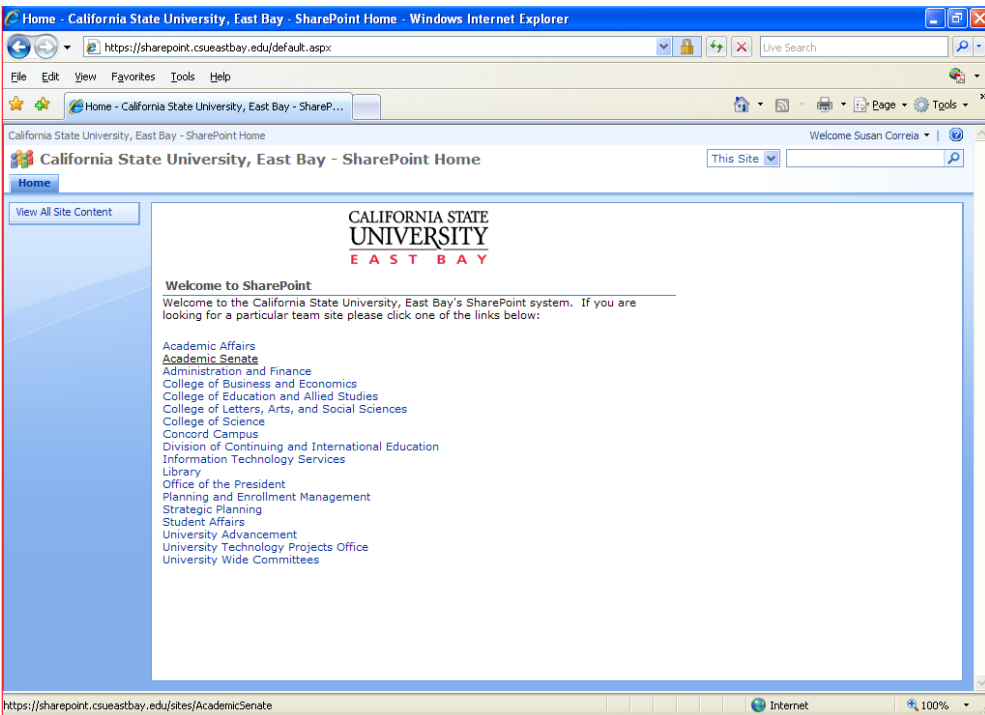 Home - California State University, East Bay - SharePoint Home - Windows Internet Explorer
https://sharepoint.csueastbay.edu/default.aspx
Live Search
File Edit View Favorites Tools Help
Home - California State University, East Bay - ShareP...
Page Tools
California State University, East Bay - SharePoint Home
Welcome Susan Correia
California State University, East Bay - SharePoint Home
This Site
Home
View All Site Content
CALIFORNIA STATE
UNIVERSITY
EAST BAY
Welcome to SharePoint
Welcome to the California State University, East Bay's SharePoint system. If you are
looking for a particular team site please click one of the links below:
Academic Affairs
Academic Senate
Administration and Finance
College of Business and Economics
College of Education and Allied Studies
College of Letters, Arts, and Social Sciences
College of Science
Concord Campus
Division of Continuing and International Education
Information Technology Services
Library
Office of the President
Planning and Enrollment Management
Strategic Planning
Student Affairs
University Advancement
University Technology Projects Office
University Wide Committees
https://sharepoint.csueastbay.edu/sites/AcademicSenate
Internet
100%